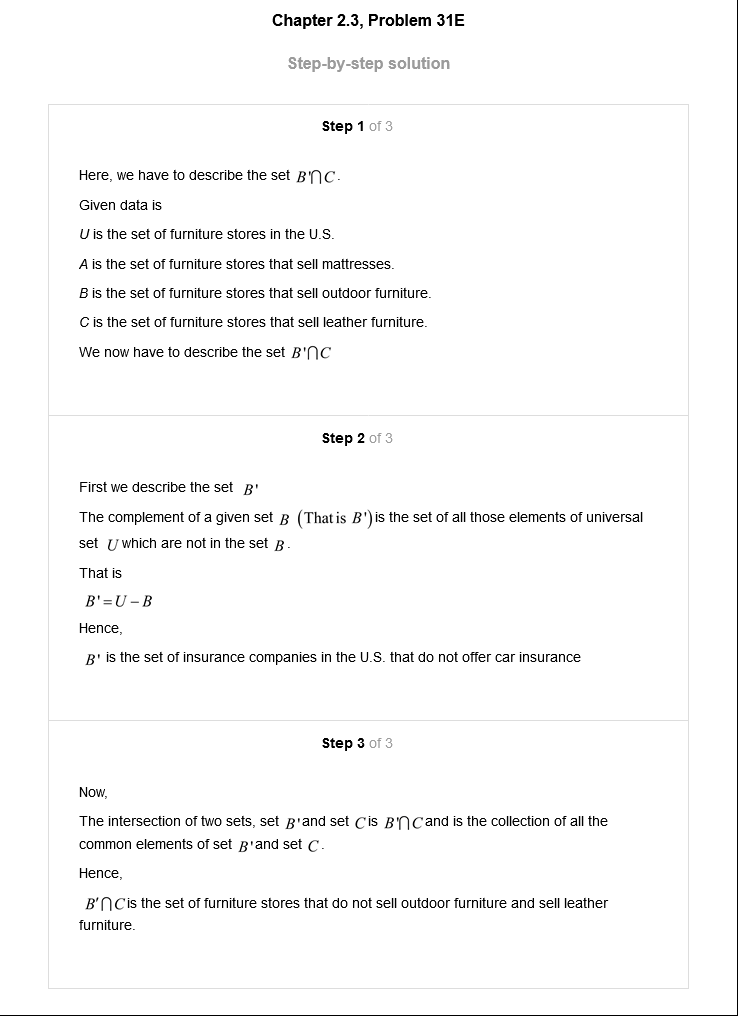 Chapter 2.3, Problem 31E
Step-by-step solution
Step 1 of 3
Here, we have to describe the set B'⋂C.
Given data is
U is the set of furniture stores in the U.S.
A is the set of furniture stores that sell mattresses.
B is the set of furniture stores that sell outdoor furniture.
C is the set of furniture stores that sell leather furniture.
We now have to describe the set B'⋂C
Step 2 of 3
First we describe the set B'
The complement of a given set B (That is B') is the set of all those elements of universal
set U which are not in the set B.
That is
B'=U−B
Hence,
B' is the set of insurance companies in the U.S. that do not offer car insurance
Step 3 of 3
Now,
The intersection of two sets, set B' and set C is B'⋂C and is the collection of all the
common elements of set B' and set C.
Hence,
B'⋂C is the set of furniture stores that do not sell outdoor furniture and sell leather
furniture.